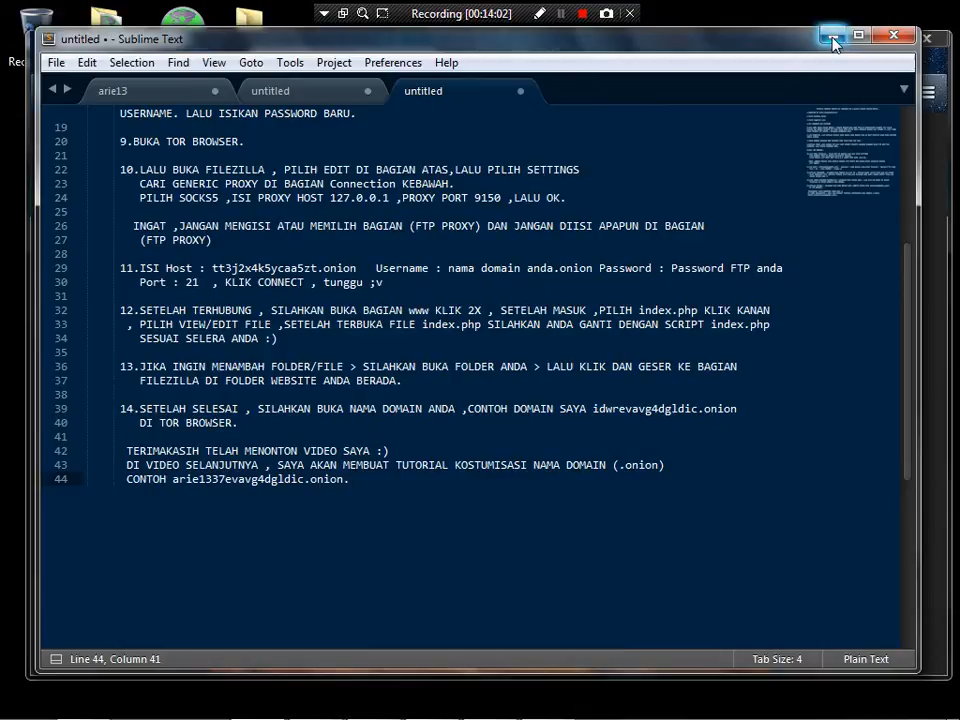 Recording [00:14:02]
Rec
untitled • - Sublime Text
File Edit Selection Find View Goto Tools Project Preferences Help
arie13 untitled untitled
USERNAME. LALU ISIKAN PASSWORD BARU.
19
20 9.BUKA TOR BROWSER.
21
22 10.LALU BUKA FILEZILLA , PILIH EDIT DI BAGIAN ATAS,LALU PILIH SETTINGS
23 CARI GENERIC PROXY DI BAGIAN Connection KEBAWAH.
24 PILIH SOCKS5 ,ISI PROXY HOST 127.0.0.1 ,PROXY PORT 9150 ,LALU OK.
25
26 INGAT ,JANGAN MENGISI ATAU MEMILIH BAGIAN (FTP PROXY) DAN JANGAN DIISI APAPUN DI BAGIAN
27 (FTP PROXY)
28
29 11.ISI Host : tt3j2x4k5ycaa5zt.onion Username : nama domain anda.onion Password : Password FTP anda
30 Port : 21 , KLIK CONNECT , tunggu ;v
31
32 12.SETELAH TERHUBUNG , SILAHKAN BUKA BAGIAN www KLIK 2X , SETELAH MASUK ,PILIH index.php KLIK KANAN
33 , PILIH VIEW/EDIT FILE ,SETELAH TERBUKA FILE index.php SILAHKAN ANDA GANTI DENGAN SCRIPT index.php
34 SESUAI SELERA ANDA :)
35
36 13.JIKA INGIN MENAMBAH FOLDER/FILE > SILAHKAN BUKA FOLDER ANDA > LALU KLIK DAN GESER KE BAGIAN
37 FILEZILLA DI FOLDER WEBSITE ANDA BERADA.
38
39 14.SETELAH SELESAI , SILAHKAN BUKA NAMA DOMAIN ANDA ,CONTOH DOMAIN SAYA idwrevavg4dgldic.onion
40 DI TOR BROWSER.
41
42 TERIMAKASIH TELAH MENONTON VIDEO SAYA :)
43 DI VIDEO SELANJUTNYA , SAYA AKAN MEMBUAT TUTORIAL KOSTUMISASI NAMA DOMAIN (.onion)
44 CONTOH arie1337evavg4dgldic.onion.
Line 44, Column 41 Tab Size: 4 Plain Text